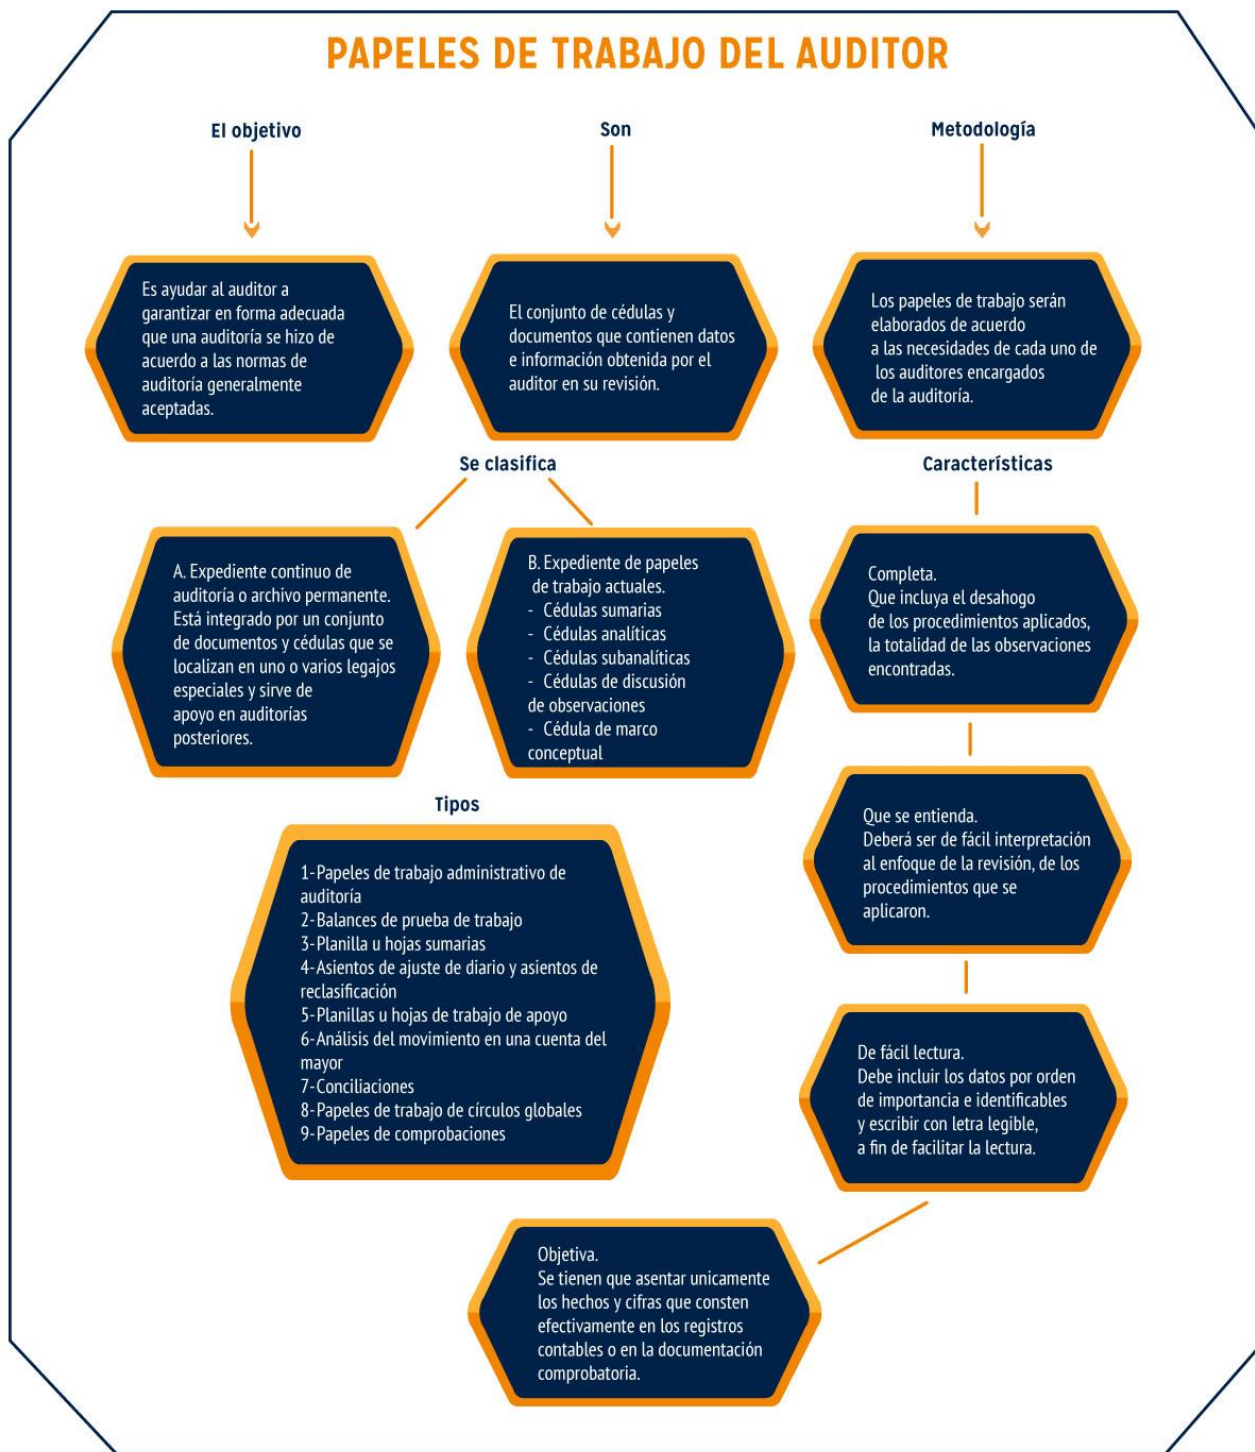 PAPELES DE TRABAJO DEL AUDITOR
El objetivo
Es ayudar al auditor a
garantizar en forma adecuada
que una auditoría se hizo de
acuerdo a las normas de
auditoría generalmente
aceptadas.
Son
El conjunto de cédulas y
documentos que contienen datos
e información obtenida por el
auditor en su revisión.
Metodología
Los papeles de trabajo serán
elaborados de acuerdo
a las necesidades de cada uno de
los auditores encargados
de la auditoría.
Se clasifica
A. Expediente continuo de
auditoría o archivo permanente.
Está integrado por un conjunto
de documentos y cédulas que se
localizan en uno o varios legajos
especiales y sirve de
apoyo en auditorías
posteriores.
B. Expediente de papeles
de trabajo actuales.
- Cédulas sumarias
- Cédulas analíticas
- Cédulas subanalíticas
- Cédulas de discusión
de observaciones
- Cédula de marco
conceptual
Tipos
1-Papeles de trabajo administrativo de
auditoría
2-Balances de prueba de trabajo
3-Planilla u hojas sumarias
4-Asientos de ajuste de diario y asientos de
reclasificación
5-Planillas u hojas de trabajo de apoyo
6-Análisis del movimiento en una cuenta del
mayor
7-Conciliaciones
8-Papeles de trabajo de círculos globales
9-Papeles de comprobaciones
Características
Completa.
Que incluya el desahogo
de los procedimientos aplicados,
la totalidad de las observaciones
encontradas.
Que se entienda.
Deberá ser de fácil interpretación
al enfoque de la revisión, de los
procedimientos que se
aplicaron.
De fácil lectura.
Debe incluir los datos por orden
de importancia e identificables
y escribir con letra legible,
a fin de facilitar la lectura.
Objetiva.
Se tienen que asentar unicamente
los hechos y cifras que consten
efectivamente en los registros
contables o en la documentación
comprobatoria.